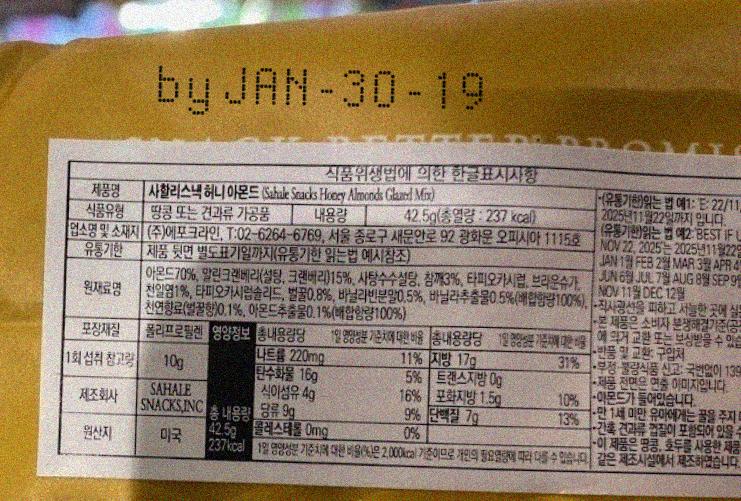 by JAN-30-19
SNACK BETTER
식품위생법에 의한 한글표시사항
제품명 사할리스낵 허니 아몬드 (Sahale Snacks Honey Almonds Glazed Mix)
식품유형 땅콩 또는 견과류 가공품 내용량 42.5g(총열량 : 237 kcal)
업소명 및 소재지 (주)에포크라인, T:02-6264-6769, 서울 종로구 새문안로 92 광화문 오피시아 1115호
유통기한 제품 뒷면 별도표기일까지(유통기한 읽는법 예시참조)
원재료명 아몬드70%, 말린크랜베리(설탕, 크랜베리)15%, 사탕수수설탕, 참깨3%, 타피오카시럽, 브라운슈가,
천일염1%, 타피오카시럽솔리드, 벌꿀0.8%, 바닐라빈분말0.5%, 바닐라추출물0.5%(배합함량100%),
천연향료(벌꿀향)0.1%, 아몬드추출물0.1%(배합함량100%)
포장재질 폴리프로필렌
1회 섭취 참고량 10g
제조회사 SAHALE SNACKS,INC
원산지 미국
영양정보
총 내용량
42.5g
237kcal
총내용량당 1일 영양성분 기준치에 대한 비율 총내용량당 1일 영양성분 기준치에 대한 비율
나트륨 220mg 11% 지방 17g 31%
탄수화물 16g 5% 트랜스지방 0g
식이섬유 4g 16% 포화지방 1.5g 10%
당류 9g 9% 단백질 7g 13%
콜레스테롤 0mg 0%
1일 영양성분 기준치에 대한 비율(%)은 2,000kcal 기준이므로 개인의 필요열량에 따라 다를 수 있습니다.
-(유통기한)읽는 법 예1: 'E: 22/11,
2025년11월22일까지 입니다.
(유통기한)읽는 법 예2: BEST IF U
NOV 22, 2025는 2025년11월22일
JAN 1월 FEB 2월 MAR 3월 APR 4
JUN 6월 JUL 7월 AUG 8월 SEP 9
NOV 11월 DEC 12월
-직사광선을 피하고 서늘한 곳에
-본 제품은 소비자 분쟁해결기준(공
에 의거 교환 또는 보상받을 수 있습
-반품 및 교환: 구입처
-부정·불량식품 신고: 국번없이 139
-제품 전면은 연출 이미지입니다.
-아몬드가 들어있습니다.
-만 1세 미만 유아에게는 꿀을 주지
-간혹 견과류 껍질이 포함되어 있을 수
-이 제품은 땅콩, 호두를 사용한 제품
같은 제조시설에서 제조하였습니다.